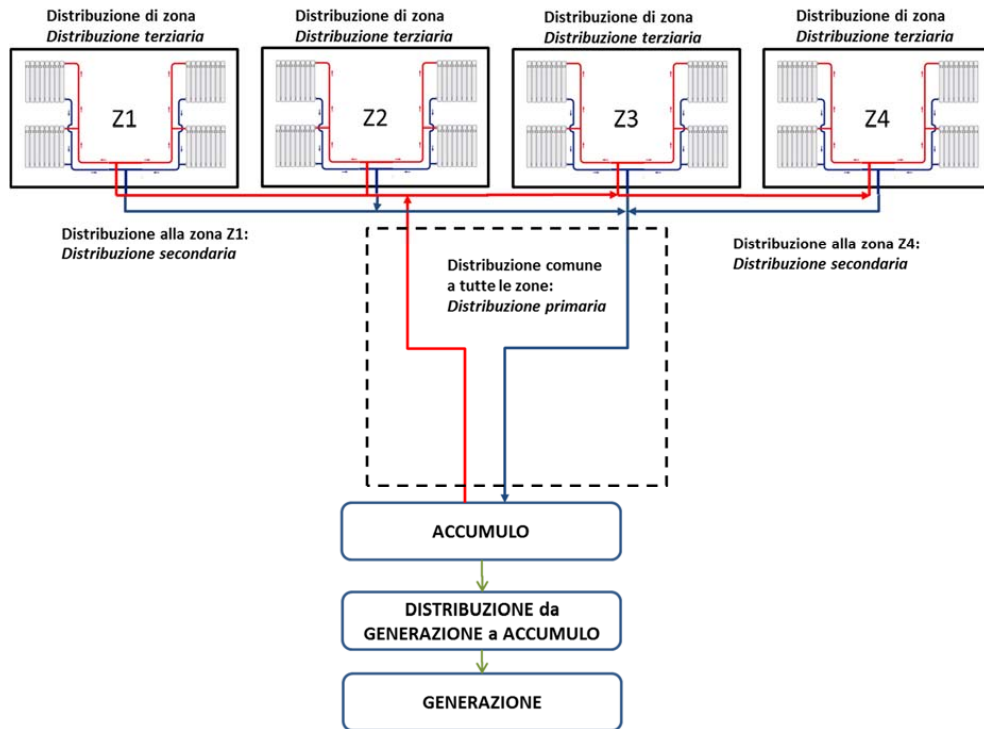 Distribuzione di zona
Distribuzione terziaria
Distribuzione di zona
Distribuzione terziaria
Distribuzione di zona
Distribuzione terziaria
Distribuzione di zona
Distribuzione terziaria
Z1
Z2
Z3
Z4
Distribuzione alla zona Z1:
Distribuzione secondaria
Distribuzione alla zona Z4:
Distribuzione secondaria
Distribuzione comune
a tutte le zone:
Distribuzione primaria
ACCUMULO
DISTRIBUZIONE da
GENERAZIONE a ACCUMULO
GENERAZIONE